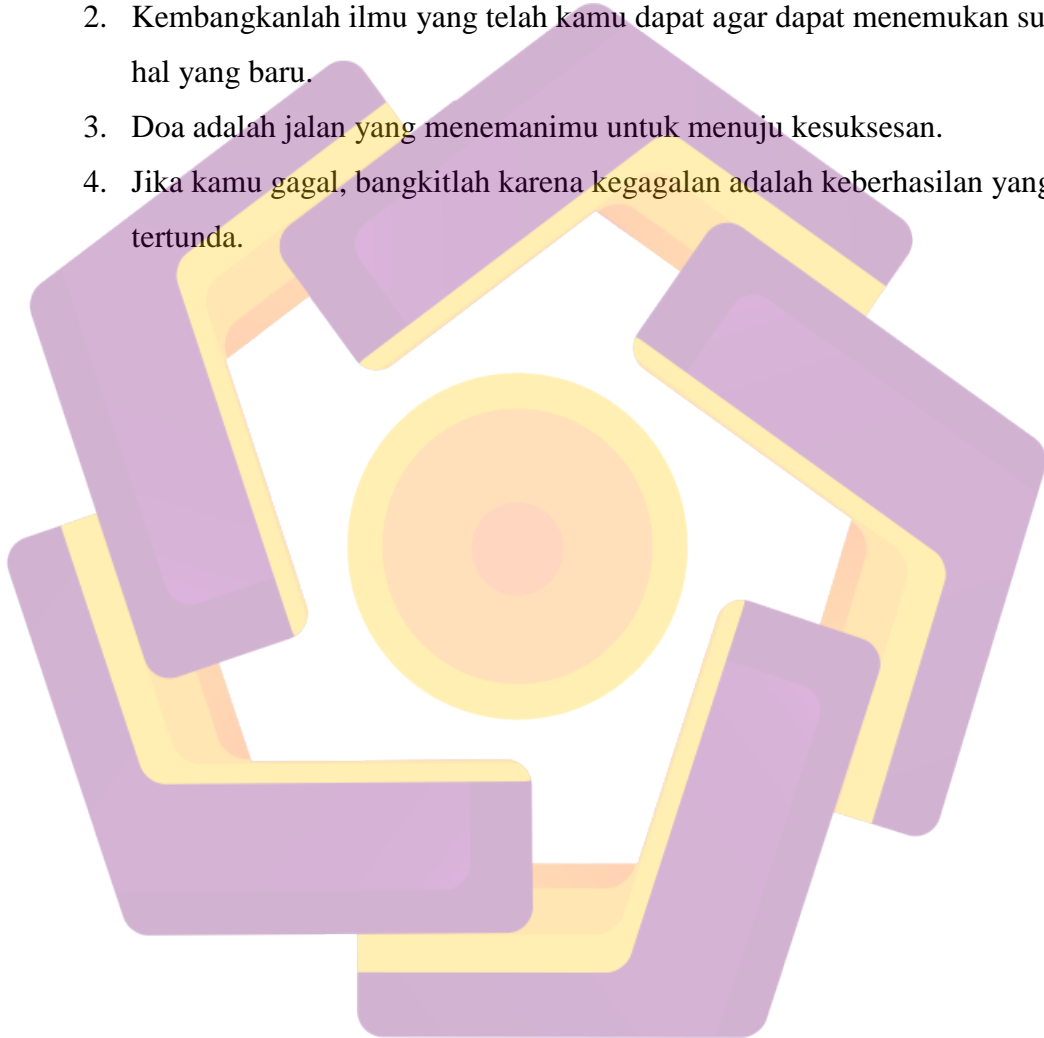 2. Kembangkanlah ilmu yang telah kamu dapat agar dapat menemukan
hal yang baru.
3. Doa adalah jalan yang menemanimu untuk menuju kesuksesan.
4. Jika kamu gagal, bangkitlah karena kegagalan adalah keberhasilan yang
tertunda.